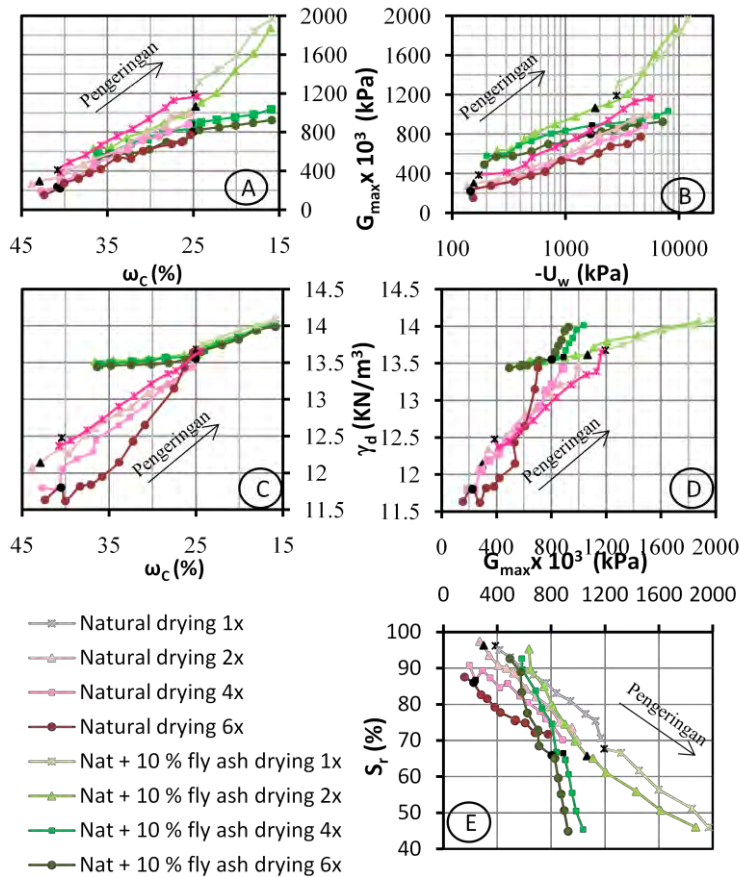 2000
1600
1200
800
400
0
G_max x 10³ (kPa)
Pengeringan
A
45
35
25
15
ω_C (%)
2000
1600
1200
800
400
0
Pengeringan
B
100
1000
10000
-U_w (kPa)
14.5
14
13.5
13
12.5
12
11.5
γ_d (KN/m³)
Pengeringan
C
45
35
25
15
ω_C (%)
14.5
14
13.5
13
12.5
12
11.5
Pengeringan
D
0
400
800
1200
1600
2000
G_max x 10³ (kPa)
0
400
800
1200
1600
2000
100
90
80
70
60
50
40
S_r (%)
Pengeringan
E
Natural drying 1x
Natural drying 2x
Natural drying 4x
Natural drying 6x
Nat + 10 % fly ash drying 1x
Nat + 10 % fly ash drying 2x
Nat + 10 % fly ash drying 4x
Nat + 10 % fly ash drying 6x